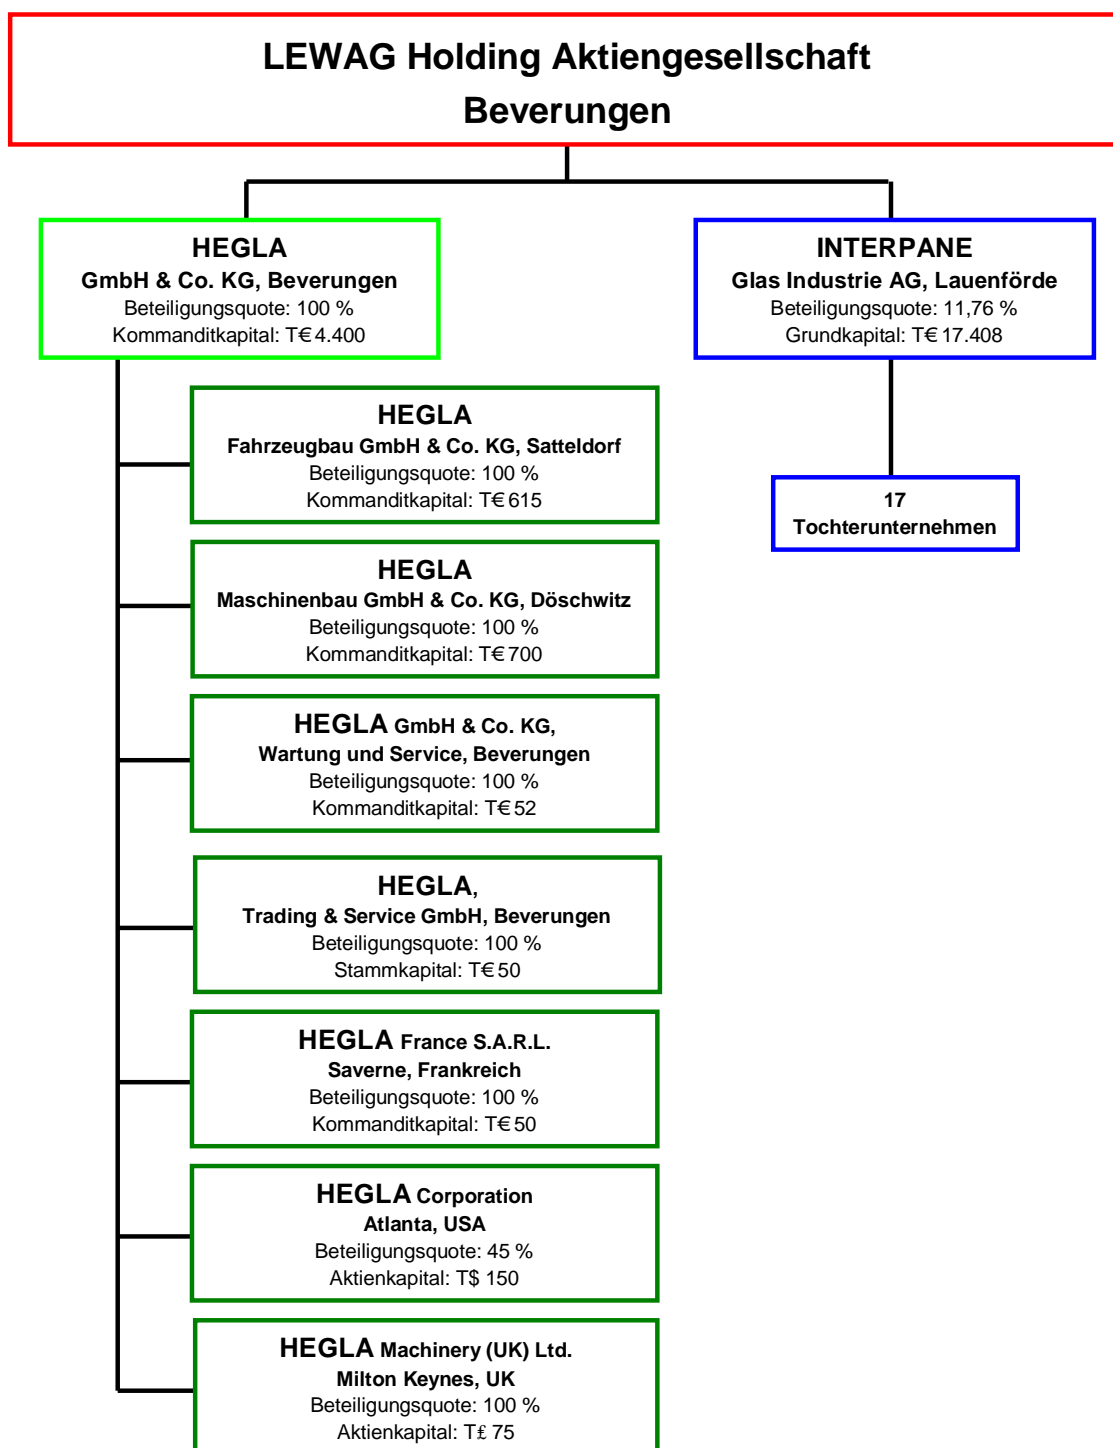 LEWAG Holding Aktiengesellschaft
Beverungen
HEGLA
GmbH & Co. KG, Beverungen
Beteiligungsquote: 100 %
Kommanditkapital: T€ 4.400
INTERPANE
Glas Industrie AG, Lauenförde
Beteiligungsquote: 11,76 %
Grundkapital: T€ 17.408
HEGLA
Fahrzeugbau GmbH & Co. KG, Satteldorf
Beteiligungsquote: 100 %
Kommanditkapital: T€ 615
17
Tochterunternehmen
HEGLA
Maschinenbau GmbH & Co. KG, Döschwitz
Beteiligungsquote: 100 %
Kommanditkapital: T€ 700
HEGLA GmbH & Co. KG,
Wartung und Service, Beverungen
Beteiligungsquote: 100 %
Kommanditkapital: T€ 52
HEGLA,
Trading & Service GmbH, Beverungen
Beteiligungsquote: 100 %
Stammkapital: T€ 50
HEGLA France S.A.R.L.
Saverne, Frankreich
Beteiligungsquote: 100 %
Kommanditkapital: T€ 50
HEGLA Corporation
Atlanta, USA
Beteiligungsquote: 45 %
Aktienkapital: T$ 150
HEGLA Machinery (UK) Ltd.
Milton Keynes, UK
Beteiligungsquote: 100 %
Aktienkapital: T£ 75